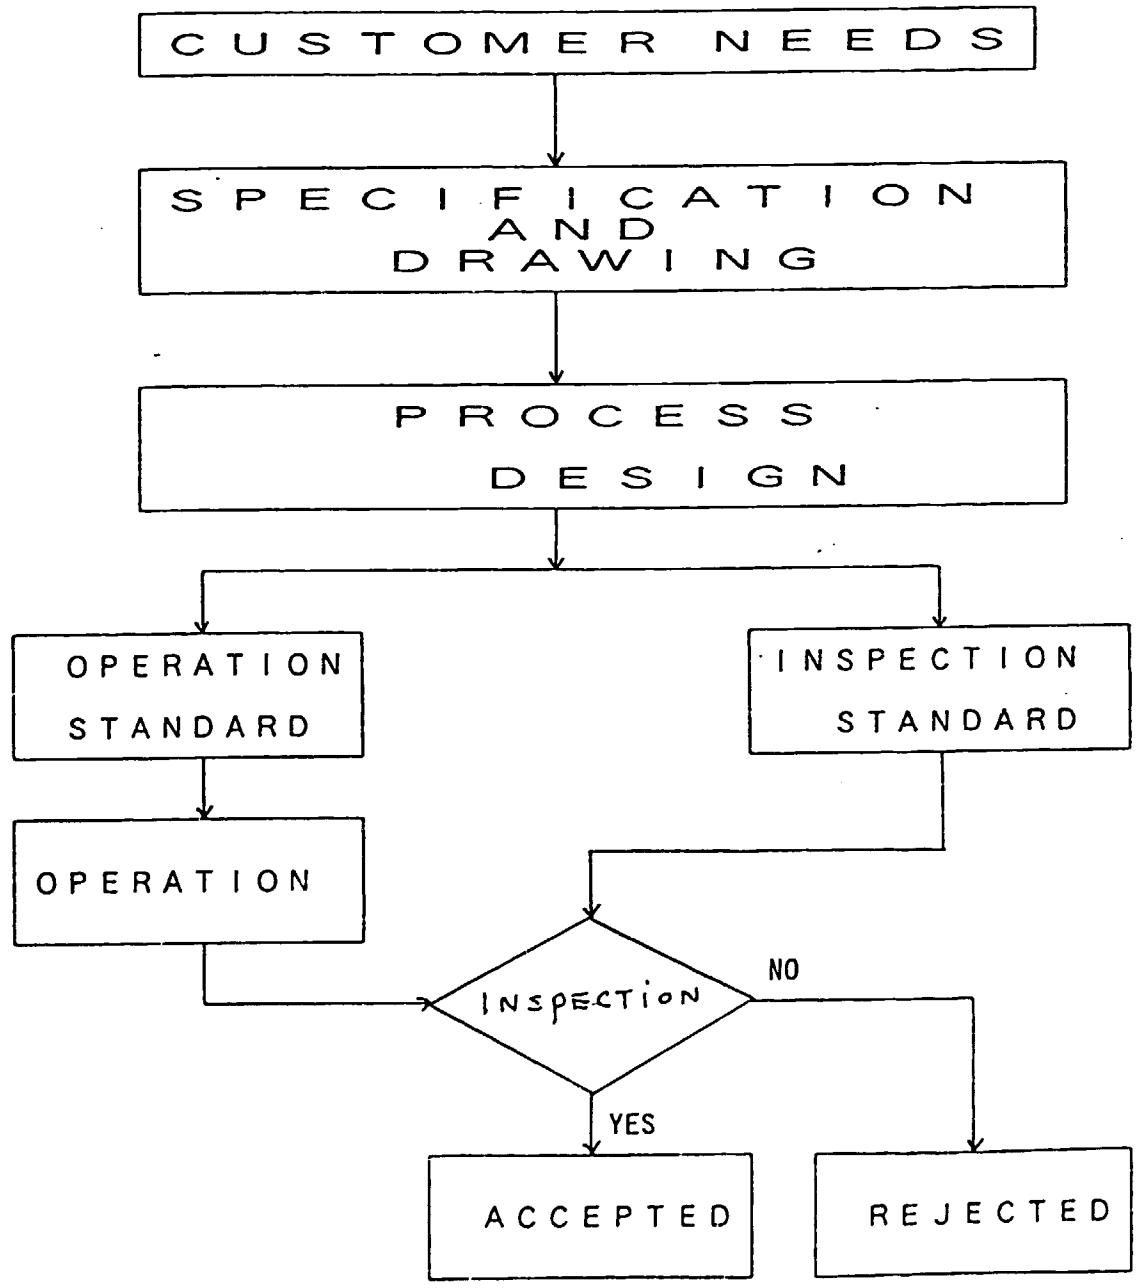 CUSTOMER NEEDS
SPECIFICATION
AND
DRAWING
PROCESS
DESIGN
OPERATION
STANDARD
INSPECTION
STANDARD
OPERATION
INSPECTION
NO
YES
ACCEPTED
REJECTED